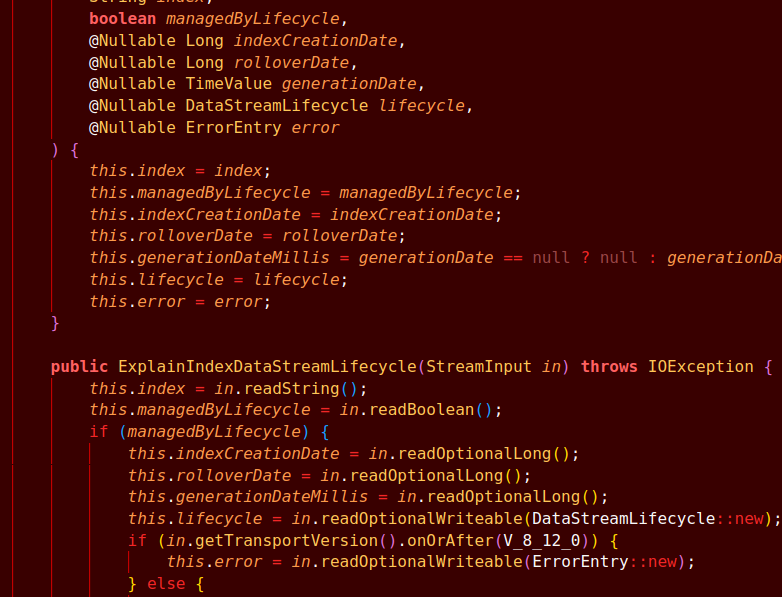 String index,
boolean managedByLifecycle,
@Nullable Long indexCreationDate,
@Nullable Long rolloverDate,
@Nullable TimeValue generationDate,
@Nullable DataStreamLifecycle lifecycle,
@Nullable ErrorEntry error
) {
this.index = index;
this.managedByLifecycle = managedByLifecycle;
this.indexCreationDate = indexCreationDate;
this.rolloverDate = rolloverDate;
this.generationDateMillis = generationDate == null ? null : generationDa
this.lifecycle = lifecycle;
this.error = error;
}
public ExplainIndexDataStreamLifecycle(StreamInput in) throws IOException {
this.index = in.readString();
this.managedByLifecycle = in.readBoolean();
if (managedByLifecycle) {
this.indexCreationDate = in.readOptionalLong();
this.rolloverDate = in.readOptionalLong();
this.generationDateMillis = in.readOptionalLong();
this.lifecycle = in.readOptionalWriteable(DataStreamLifecycle::new);
if (in.getTransportVersion().onOrAfter(V_8_12_0)) {
this.error = in.readOptionalWriteable(ErrorEntry::new);
} else {